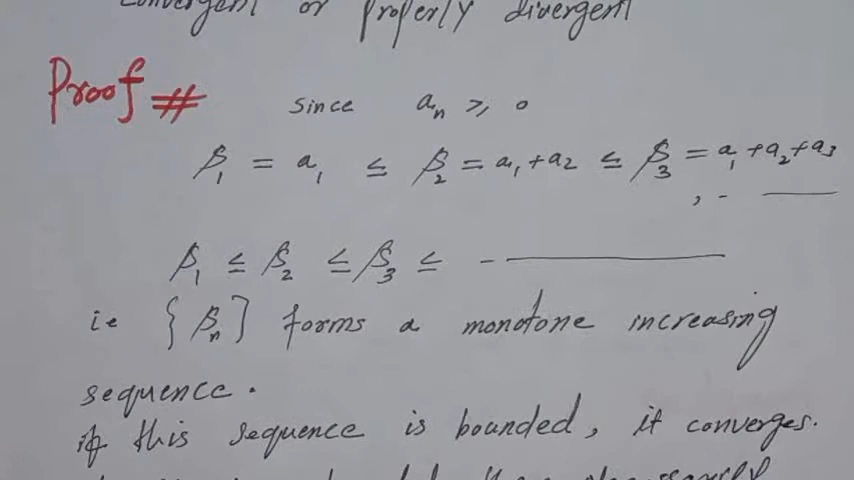 convergent or properly divergent
Proof #
since aₙ ⩾ 0
β₁ = a₁ ≤ β₂ = a₁ + a₂ ≤ β₃ = a₁ + a₂ + a₃
, - ———
β₁ ≤ β₂ ≤ β₃ ≤ - ———
ie {βₙ} forms a monotone increasing
sequence.
if this sequence is bounded, it converges.